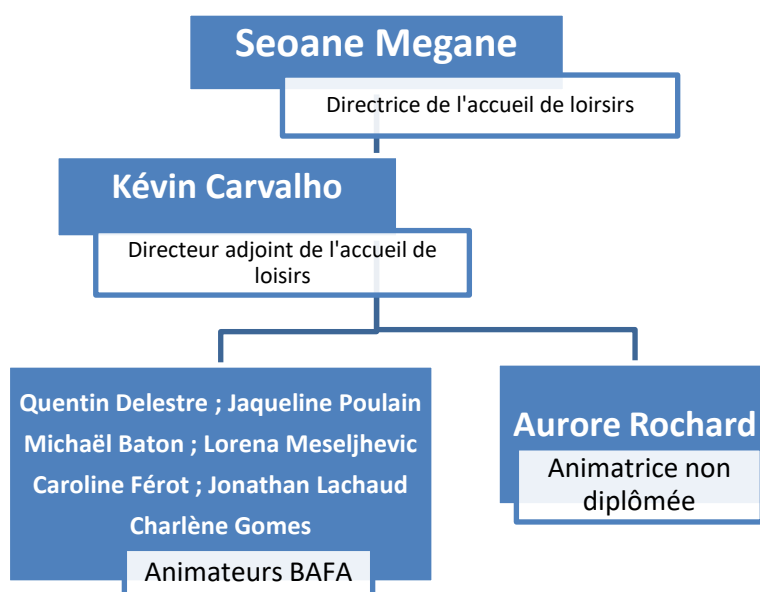 Seoane Megane
Directrice de l'accueil de loirsirs
Kévin Carvalho
Directeur adjoint de l'accueil de
loisirs
Quentin Delestre ; Jaqueline Poulain
Michaël Baton ; Lorena Meseljhevic
Caroline Férot ; Jonathan Lachaud
Charlène Gomes
Animateurs BAFA
Aurore Rochard
Animatrice non
diplômée